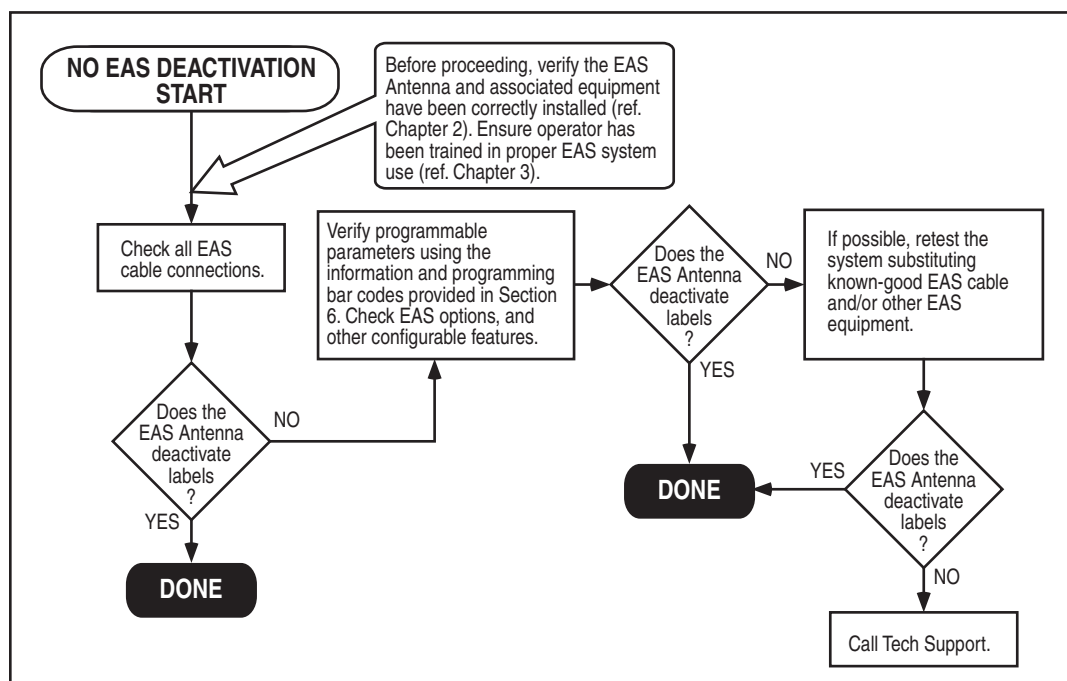 NO EAS DEACTIVATION
START
Before proceeding, verify the EAS
Antenna and associated equipment
have been correctly installed (ref.
Chapter 2). Ensure operator has
been trained in proper EAS system
use (ref. Chapter 3).
Check all EAS
cable connections.
Does the
EAS Antenna
deactivate
labels
?
NO
YES
DONE
Verify programmable
parameters using the
information and programming
bar codes provided in Section
6. Check EAS options, and
other configurable features.
Does the
EAS Antenna
deactivate
labels
?
NO
YES
DONE
If possible, retest the
system substituting
known-good EAS cable
and/or other EAS
equipment.
Does the
EAS Antenna
deactivate
labels
?
YES
NO
Call Tech Support.